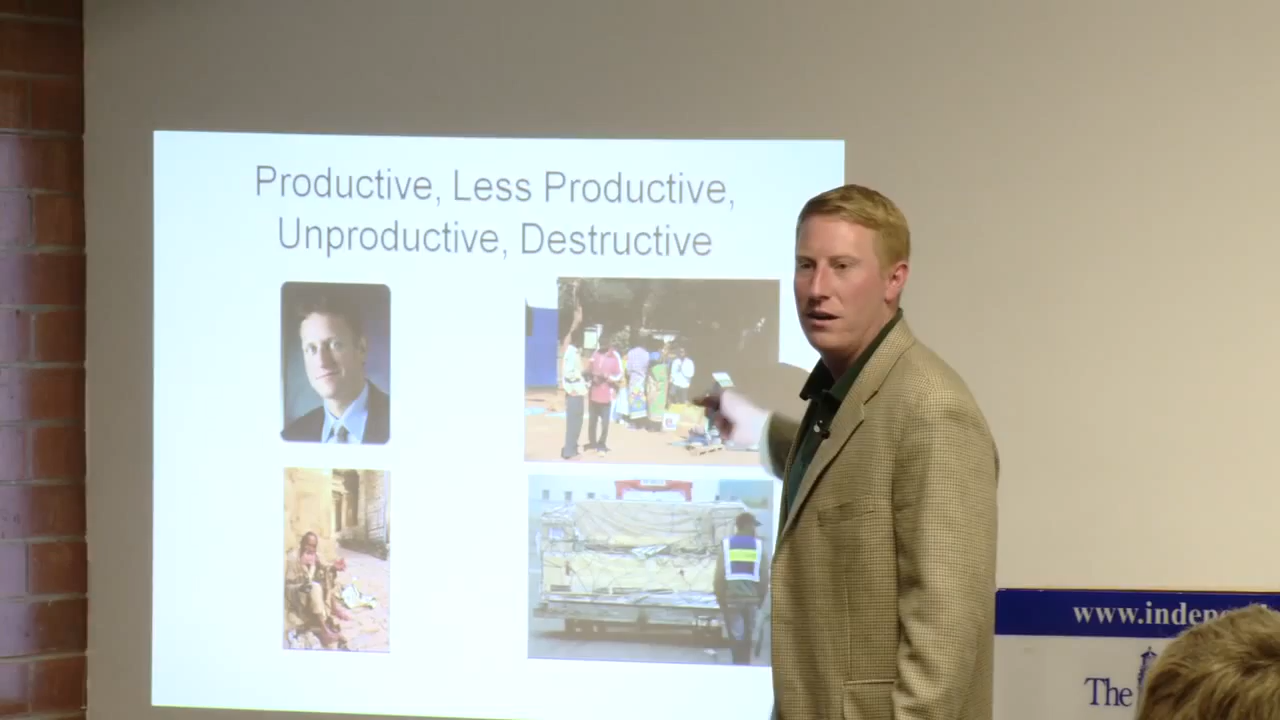 Productive, Less Productive,
Unproductive, Destructive
www.indep
The